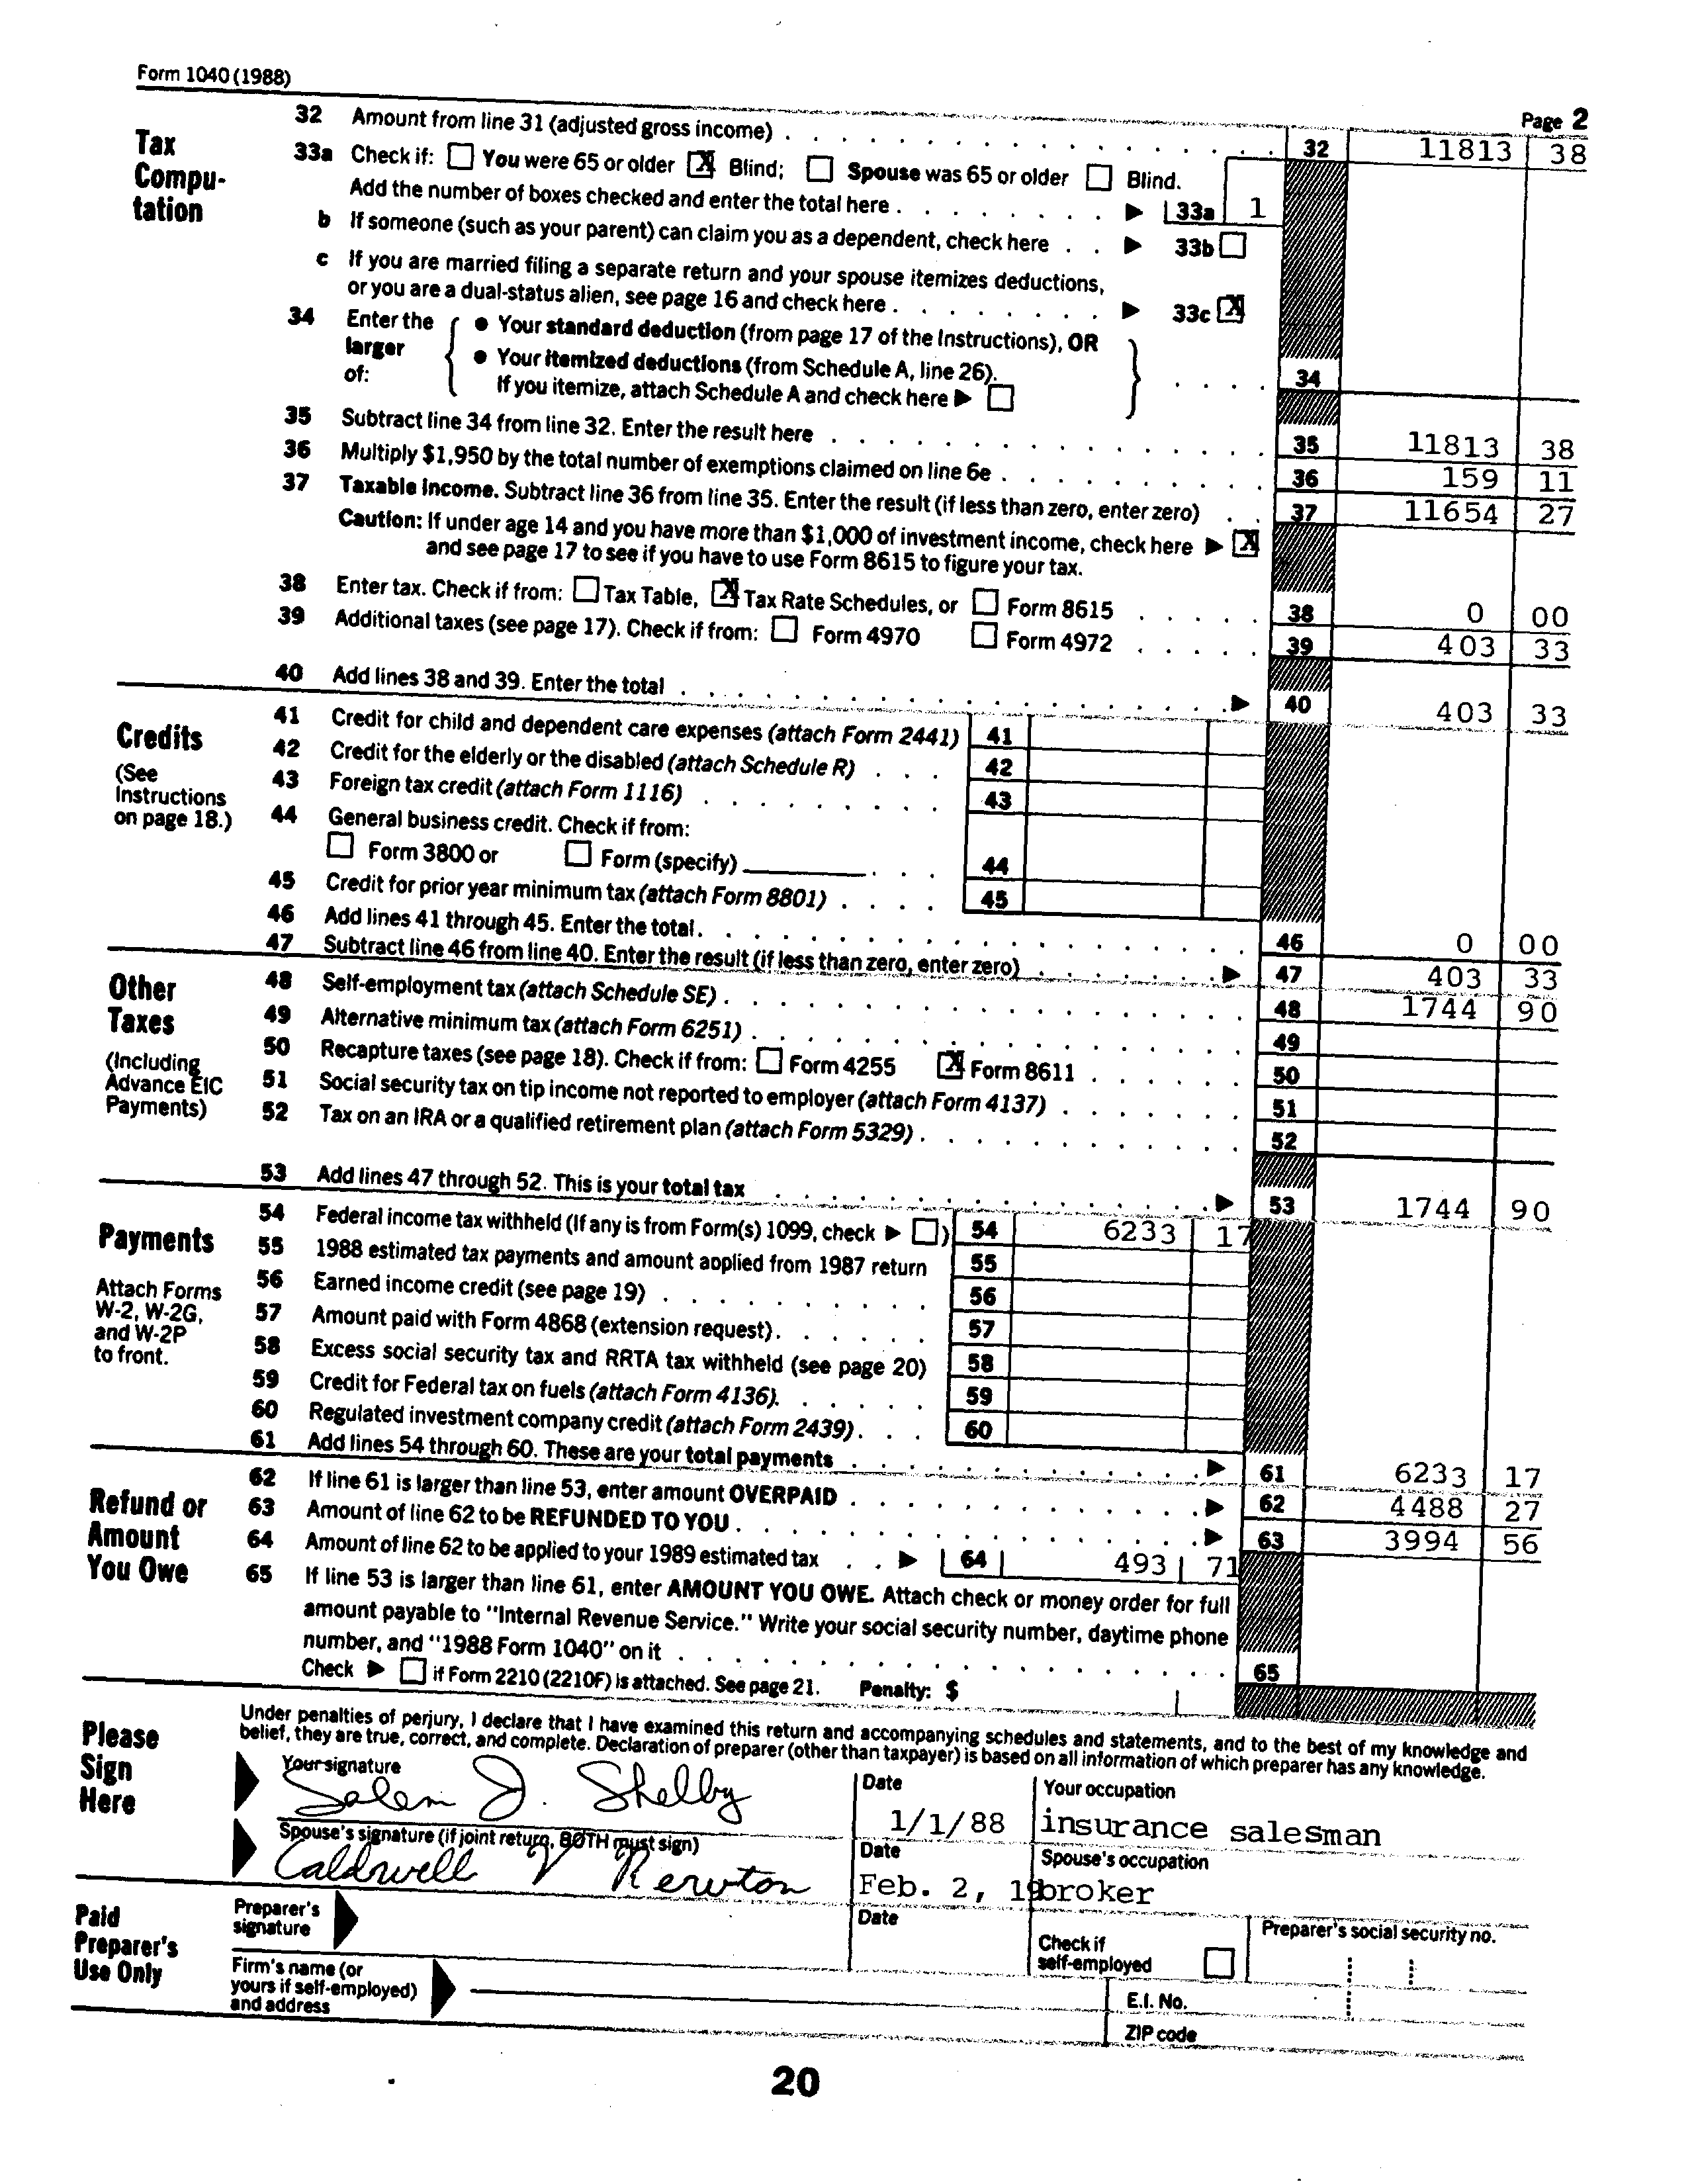 Form 1040 (1988)
Page 2
Tax Compu-tation
32 Amount from line 31 (adjusted gross income) . . . 32 11813 38
33a Check if: ☐ You were 65 or older ☒ Blind; ☐ Spouse was 65 or older ☐ Blind.
Add the number of boxes checked and enter the total here . . . ▶ 33a 1
b If someone (such as your parent) can claim you as a dependent, check here . . ▶ 33b ☐
c If you are married filing a separate return and your spouse itemizes deductions,
or you are a dual-status alien, see page 16 and check here . . . ▶ 33c ☒
34 Enter the larger of:
● Your standard deduction (from page 17 of the Instructions), OR
● Your itemized deductions (from Schedule A, line 26).
If you itemize, attach Schedule A and check here ▶ ☐ . . . . 34
35 Subtract line 34 from line 32. Enter the result here . . . 35 11813 38
36 Multiply $1,950 by the total number of exemptions claimed on line 6e . . . 36 159 11
37 Taxable income. Subtract line 36 from line 35. Enter the result (if less than zero, enter zero) . . 37 11654 27
Caution: If under age 14 and you have more than $1,000 of investment income, check here ▶ ☒
and see page 17 to see if you have to use Form 8615 to figure your tax.
38 Enter tax. Check if from: ☐ Tax Table, ☒ Tax Rate Schedules, or ☐ Form 8615 . . . 38 0 00
39 Additional taxes (see page 17). Check if from: ☐ Form 4970 ☐ Form 4972 . . . 39 403 33
40 Add lines 38 and 39. Enter the total . . . ▶ 40 403 33
Credits
(See Instructions on page 18.)
41 Credit for child and dependent care expenses (attach Form 2441) 41
42 Credit for the elderly or the disabled (attach Schedule R) . . . 42
43 Foreign tax credit (attach Form 1116) . . . 43
44 General business credit. Check if from:
☐ Form 3800 or ☐ Form (specify) . . . 44
45 Credit for prior year minimum tax (attach Form 8801) . . . . 45
46 Add lines 41 through 45. Enter the total . . . 46 0 00
47 Subtract line 46 from line 40. Enter the result (if less than zero, enter zero) . . . ▶ 47 403 33
Other Taxes
(Including Advance EIC Payments)
48 Self-employment tax (attach Schedule SE) . . . 48 1744 90
49 Alternative minimum tax (attach Form 6251) . . . 49
50 Recapture taxes (see page 18). Check if from: ☐ Form 4255 ☒ Form 8611 . . . 50
51 Social security tax on tip income not reported to employer (attach Form 4137) . . . 51
52 Tax on an IRA or a qualified retirement plan (attach Form 5329) . . . 52
53 Add lines 47 through 52. This is your total tax . . . ▶ 53 1744 90
Payments
Attach Forms W-2, W-2G, and W-2P to front.
54 Federal income tax withheld (If any is from Form(s) 1099, check ▶ ☐) 54 6233 17
55 1988 estimated tax payments and amount applied from 1987 return 55
56 Earned income credit (see page 19) . . . 56
57 Amount paid with Form 4868 (extension request) . . . 57
58 Excess social security tax and RRTA tax withheld (see page 20) 58
59 Credit for Federal tax on fuels (attach Form 4136). . . . 59
60 Regulated investment company credit (attach Form 2439) . . . 60
61 Add lines 54 through 60. These are your total payments . . . ▶ 61 6233 17
Refund or Amount You Owe
62 If line 61 is larger than line 53, enter amount OVERPAID . . . ▶ 62 4488 27
63 Amount of line 62 to be REFUNDED TO YOU . . . ▶ 63 3994 56
64 Amount of line 62 to be applied to your 1989 estimated tax . . ▶ 64 493 71
65 If line 53 is larger than line 61, enter AMOUNT YOU OWE. Attach check or money order for full
amount payable to "Internal Revenue Service." Write your social security number, daytime phone
number, and "1988 Form 1040" on it . . . 65
Check ▶ ☐ if Form 2210 (2210F) is attached. See page 21. Penalty: $
Please Sign Here
Under penalties of perjury, I declare that I have examined this return and accompanying schedules and statements, and to the best of my knowledge and
belief, they are true, correct, and complete. Declaration of preparer (other than taxpayer) is based on all information of which preparer has any knowledge.
Your signature Date Your occupation
Salem J. Shelby 1/1/88 insurance salesman
Spouse's signature (if joint return, BOTH must sign) Date Spouse's occupation
Caldwell V Rewton Feb. 2, 19 broker
Paid Preparer's Use Only
Preparer's signature Date Check if self-employed ☐ Preparer's social security no.
Firm's name (or yours if self-employed) and address
E.I. No.
ZIP code
20